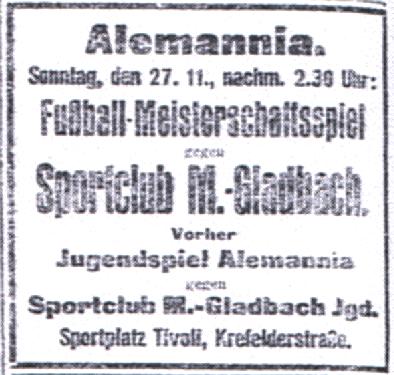 Alemannia.
Sonntag, den 27. 11., nachm. 2.30 Uhr:
Fußball-Meisterschaftsspiel
gegen
Sportclub M.-Gladbach.
Vorher
Jugendspiel Alemannia
gegen
Sportclub M.-Gladbach Jgd.
Sportplatz Tivoli, Krefelderstraße.